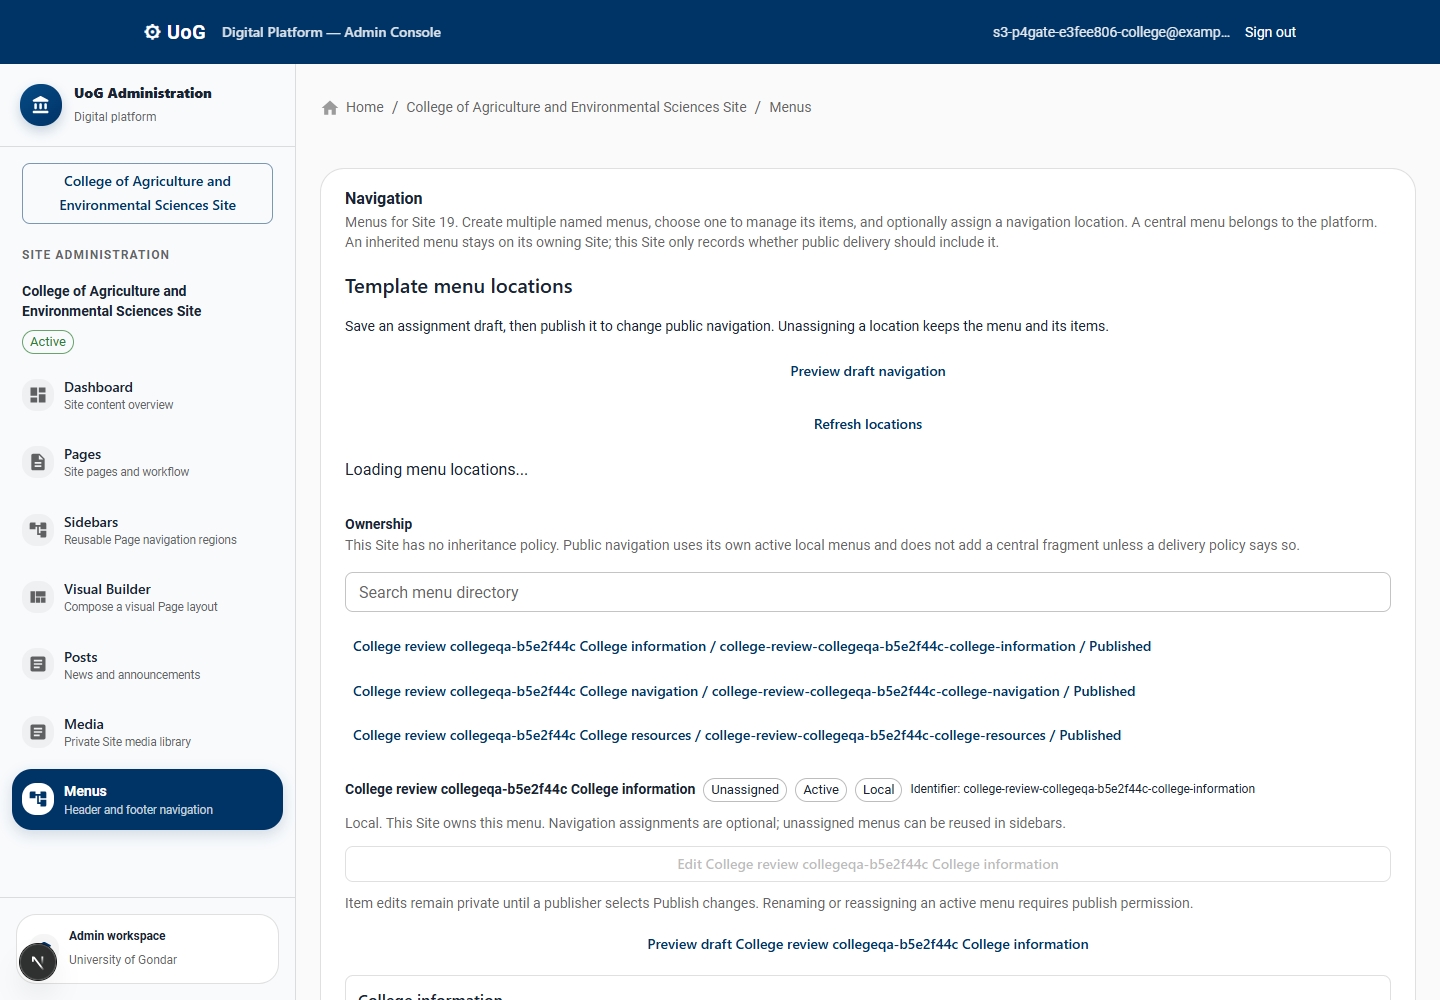 UoG Digital Platform — Admin Console
s3-p4gate-e3fee806-college@examp... Sign out
UoG Administration
Digital platform
College of Agriculture and
Environmental Sciences Site
SITE ADMINISTRATION
College of Agriculture and
Environmental Sciences Site
Active
Dashboard
Site content overview
Pages
Site pages and workflow
Sidebars
Reusable Page navigation regions
Visual Builder
Compose a visual Page layout
Posts
News and announcements
Media
Private Site media library
Menus
Header and footer navigation
Admin workspace
University of Gondar
Home / College of Agriculture and Environmental Sciences Site / Menus
Navigation
Menus for Site 19. Create multiple named menus, choose one to manage its items, and optionally assign a navigation location. A central menu belongs to the platform.
An inherited menu stays on its owning Site; this Site only records whether public delivery should include it.
Template menu locations
Save an assignment draft, then publish it to change public navigation. Unassigning a location keeps the menu and its items.
Preview draft navigation
Refresh locations
Loading menu locations...
Ownership
This Site has no inheritance policy. Public navigation uses its own active local menus and does not add a central fragment unless a delivery policy says so.
Search menu directory
College review collegeqa-b5e2f44c College information / college-review-collegeqa-b5e2f44c-college-information / Published
College review collegeqa-b5e2f44c College navigation / college-review-collegeqa-b5e2f44c-college-navigation / Published
College review collegeqa-b5e2f44c College resources / college-review-collegeqa-b5e2f44c-college-resources / Published
College review collegeqa-b5e2f44c College information Unassigned Active Local Identifier: college-review-collegeqa-b5e2f44c-college-information
Local. This Site owns this menu. Navigation assignments are optional; unassigned menus can be reused in sidebars.
Edit College review collegeqa-b5e2f44c College information
Item edits remain private until a publisher selects Publish changes. Renaming or reassigning an active menu requires publish permission.
Preview draft College review collegeqa-b5e2f44c College information
College information